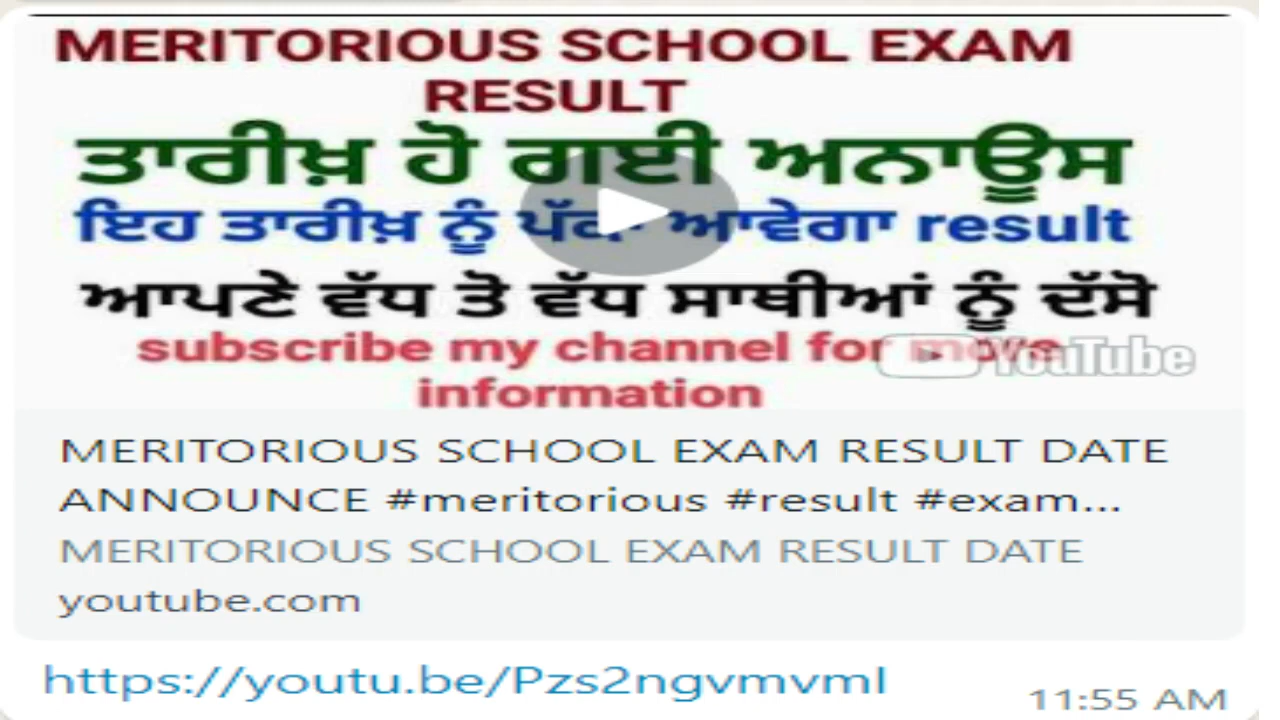 MERITORIOUS SCHOOL EXAM
RESULT
ਤਾਰੀਖ਼ ਹੋ ਗਈ ਅਨਾਊਸ
ਇਹ ਤਾਰੀਖ਼ ਨੂੰ ਪੱਕਾ ਆਵੇਗਾ result
ਆਪਣੇ ਵੱਧ ਤੋ ਵੱਧ ਸਾਥੀਆਂ ਨੂੰ ਦੱਸੋ
subscribe my channel for more
YouTube
information
MERITORIOUS SCHOOL EXAM RESULT DATE
ANNOUNCE #meritorious #result #exam...
MERITORIOUS SCHOOL EXAM RESULT DATE
youtube.com
https://youtu.be/Pzs2ngvmvmI
11:55 AM